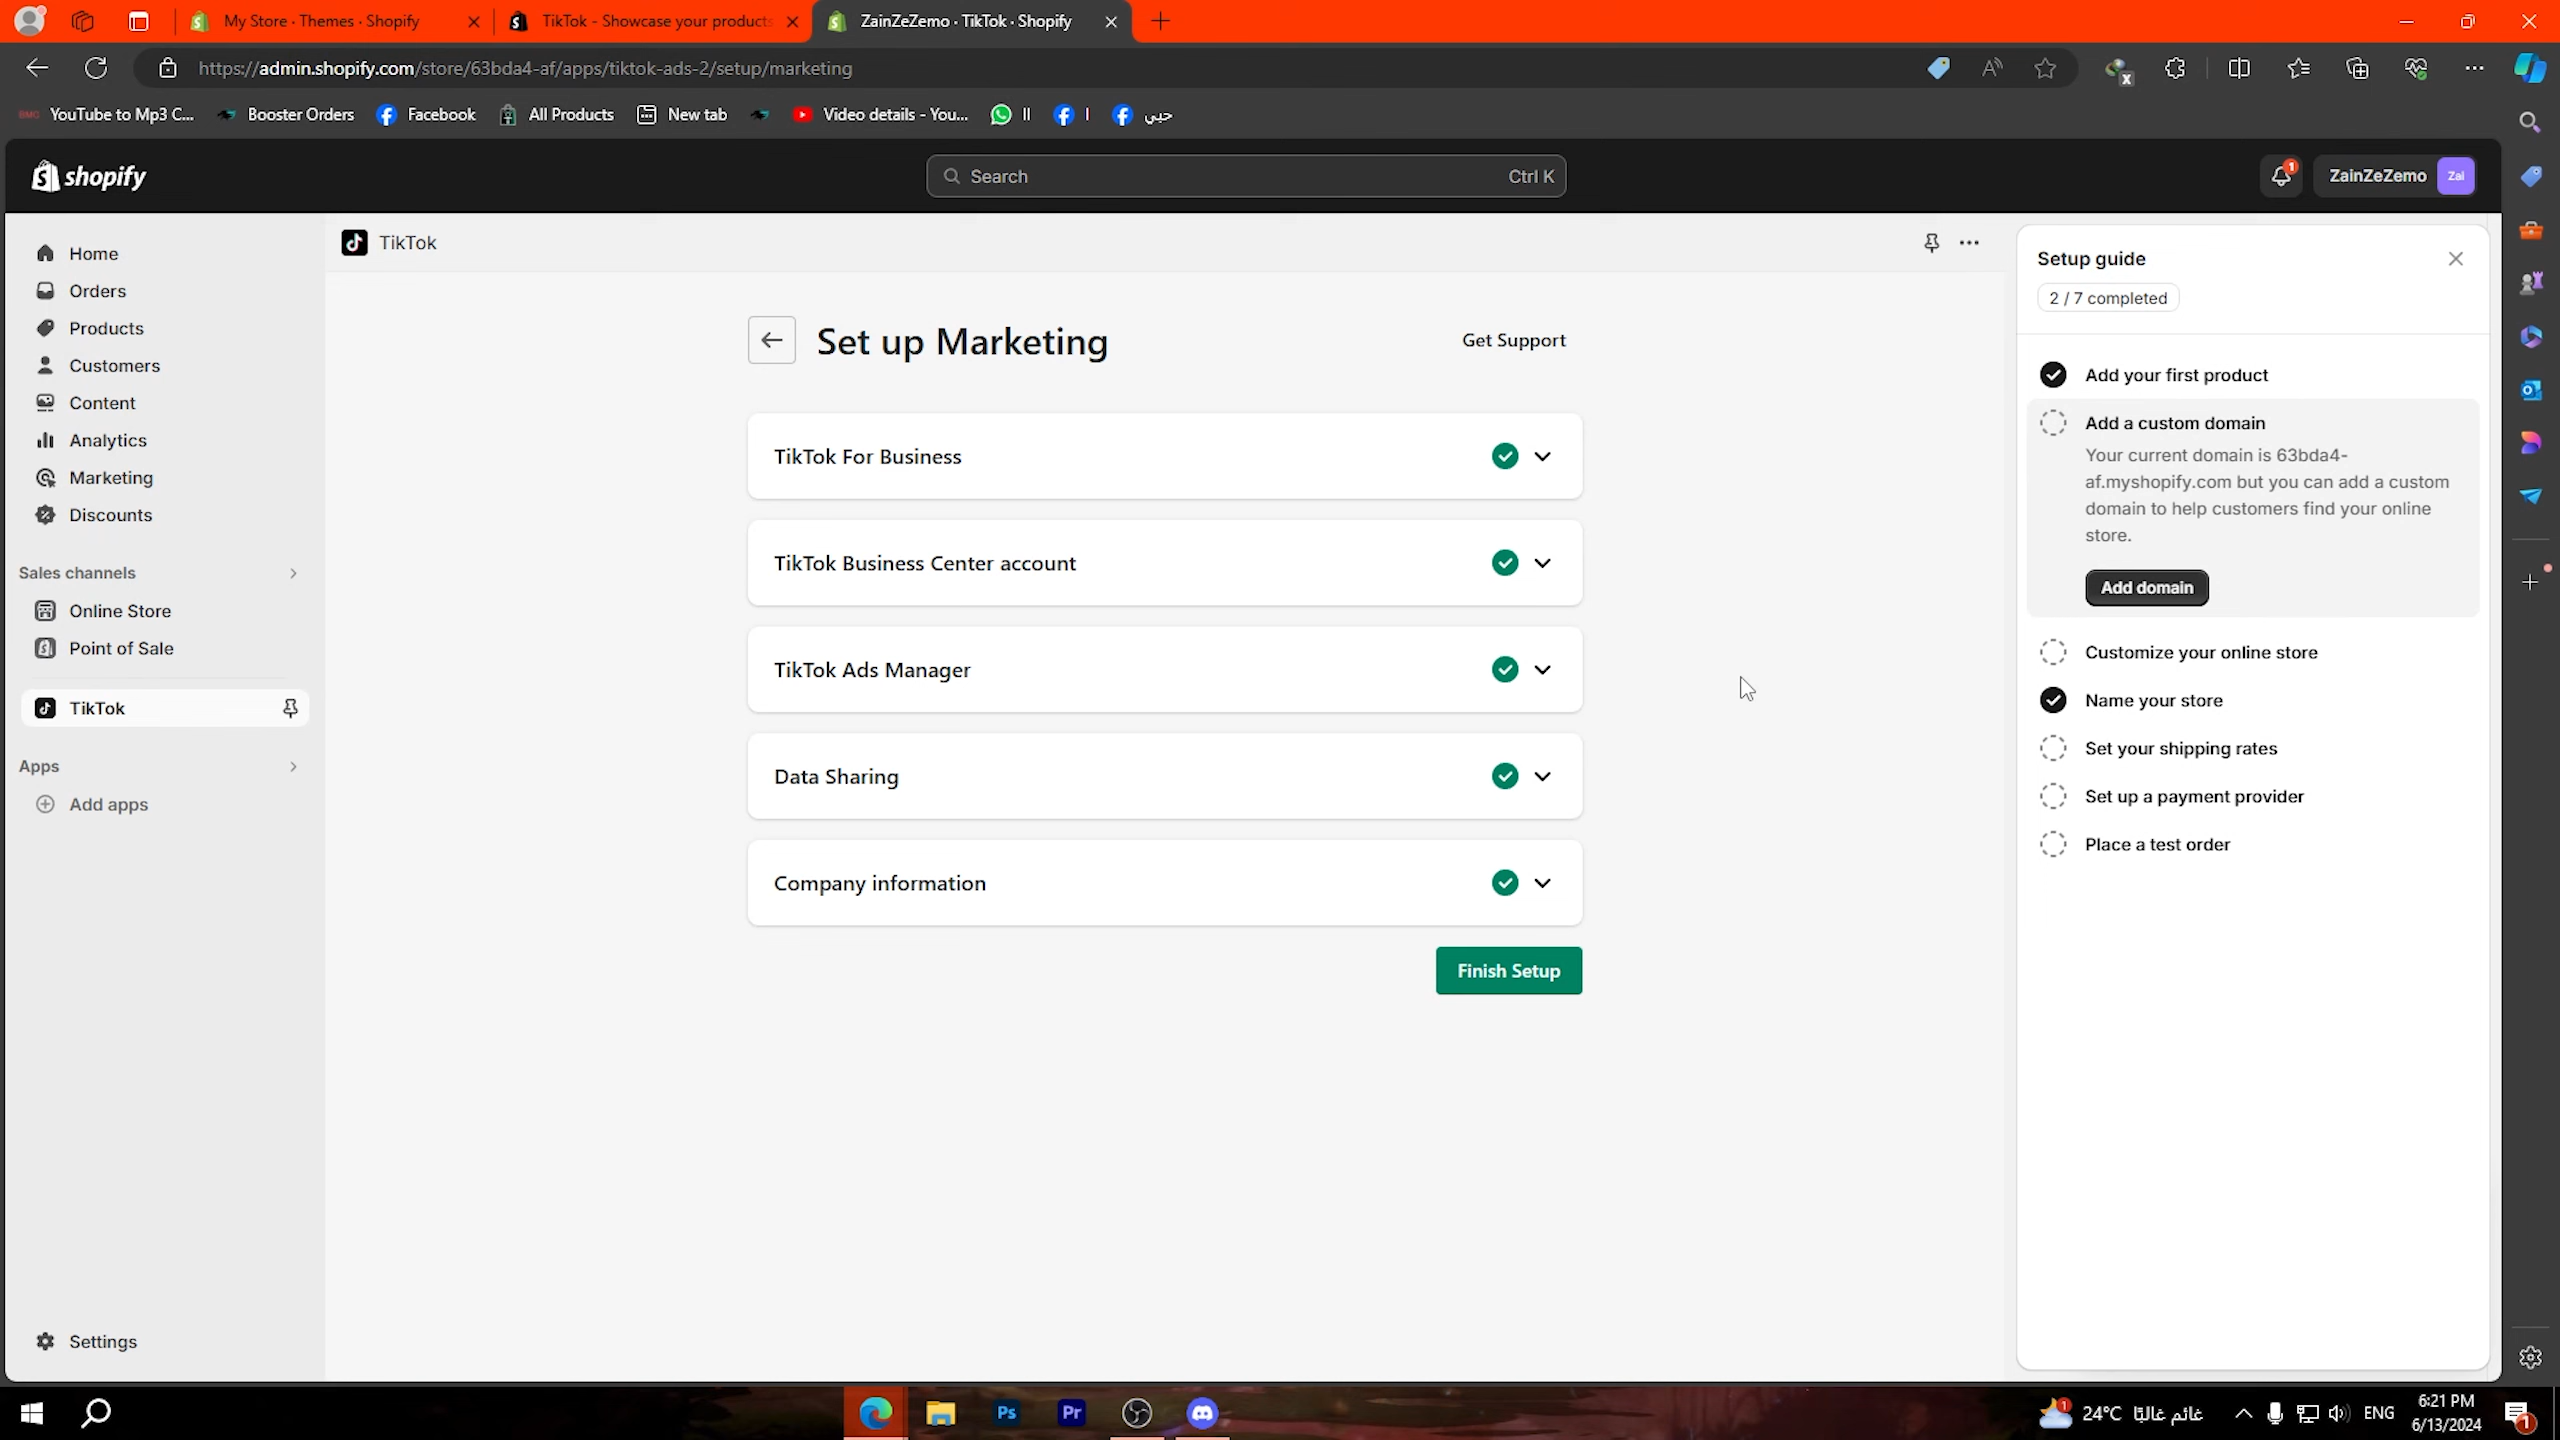 My Store · Themes · Shopify
TikTok - Showcase your products
ZainZeZemo · TikTok · Shopify
https://admin.shopify.com/store/63bda4-af/apps/tiktok-ads-2/setup/marketing
YouTube to Mp3 C...
Booster Orders
Facebook
All Products
New tab
Video details - You...
II
I
حبي
shopify
Search
Ctrl K
1
ZainZeZemo
Zai
Home
Orders
Products
Customers
Content
Analytics
Marketing
Discounts
Sales channels
Online Store
Point of Sale
TikTok
Apps
Add apps
Settings
TikTok
Set up Marketing
Get Support
TikTok For Business
TikTok Business Center account
TikTok Ads Manager
Data Sharing
Company information
Finish Setup
Setup guide
2 / 7 completed
Add your first product
Add a custom domain
Your current domain is 63bda4-
af.myshopify.com but you can add a custom
domain to help customers find your online
store.
Add domain
Customize your online store
Name your store
Set your shipping rates
Set up a payment provider
Place a test order
Ps
Pr
1
24°C غائم غالبًا
ENG
6:21 PM
6/13/2024
1